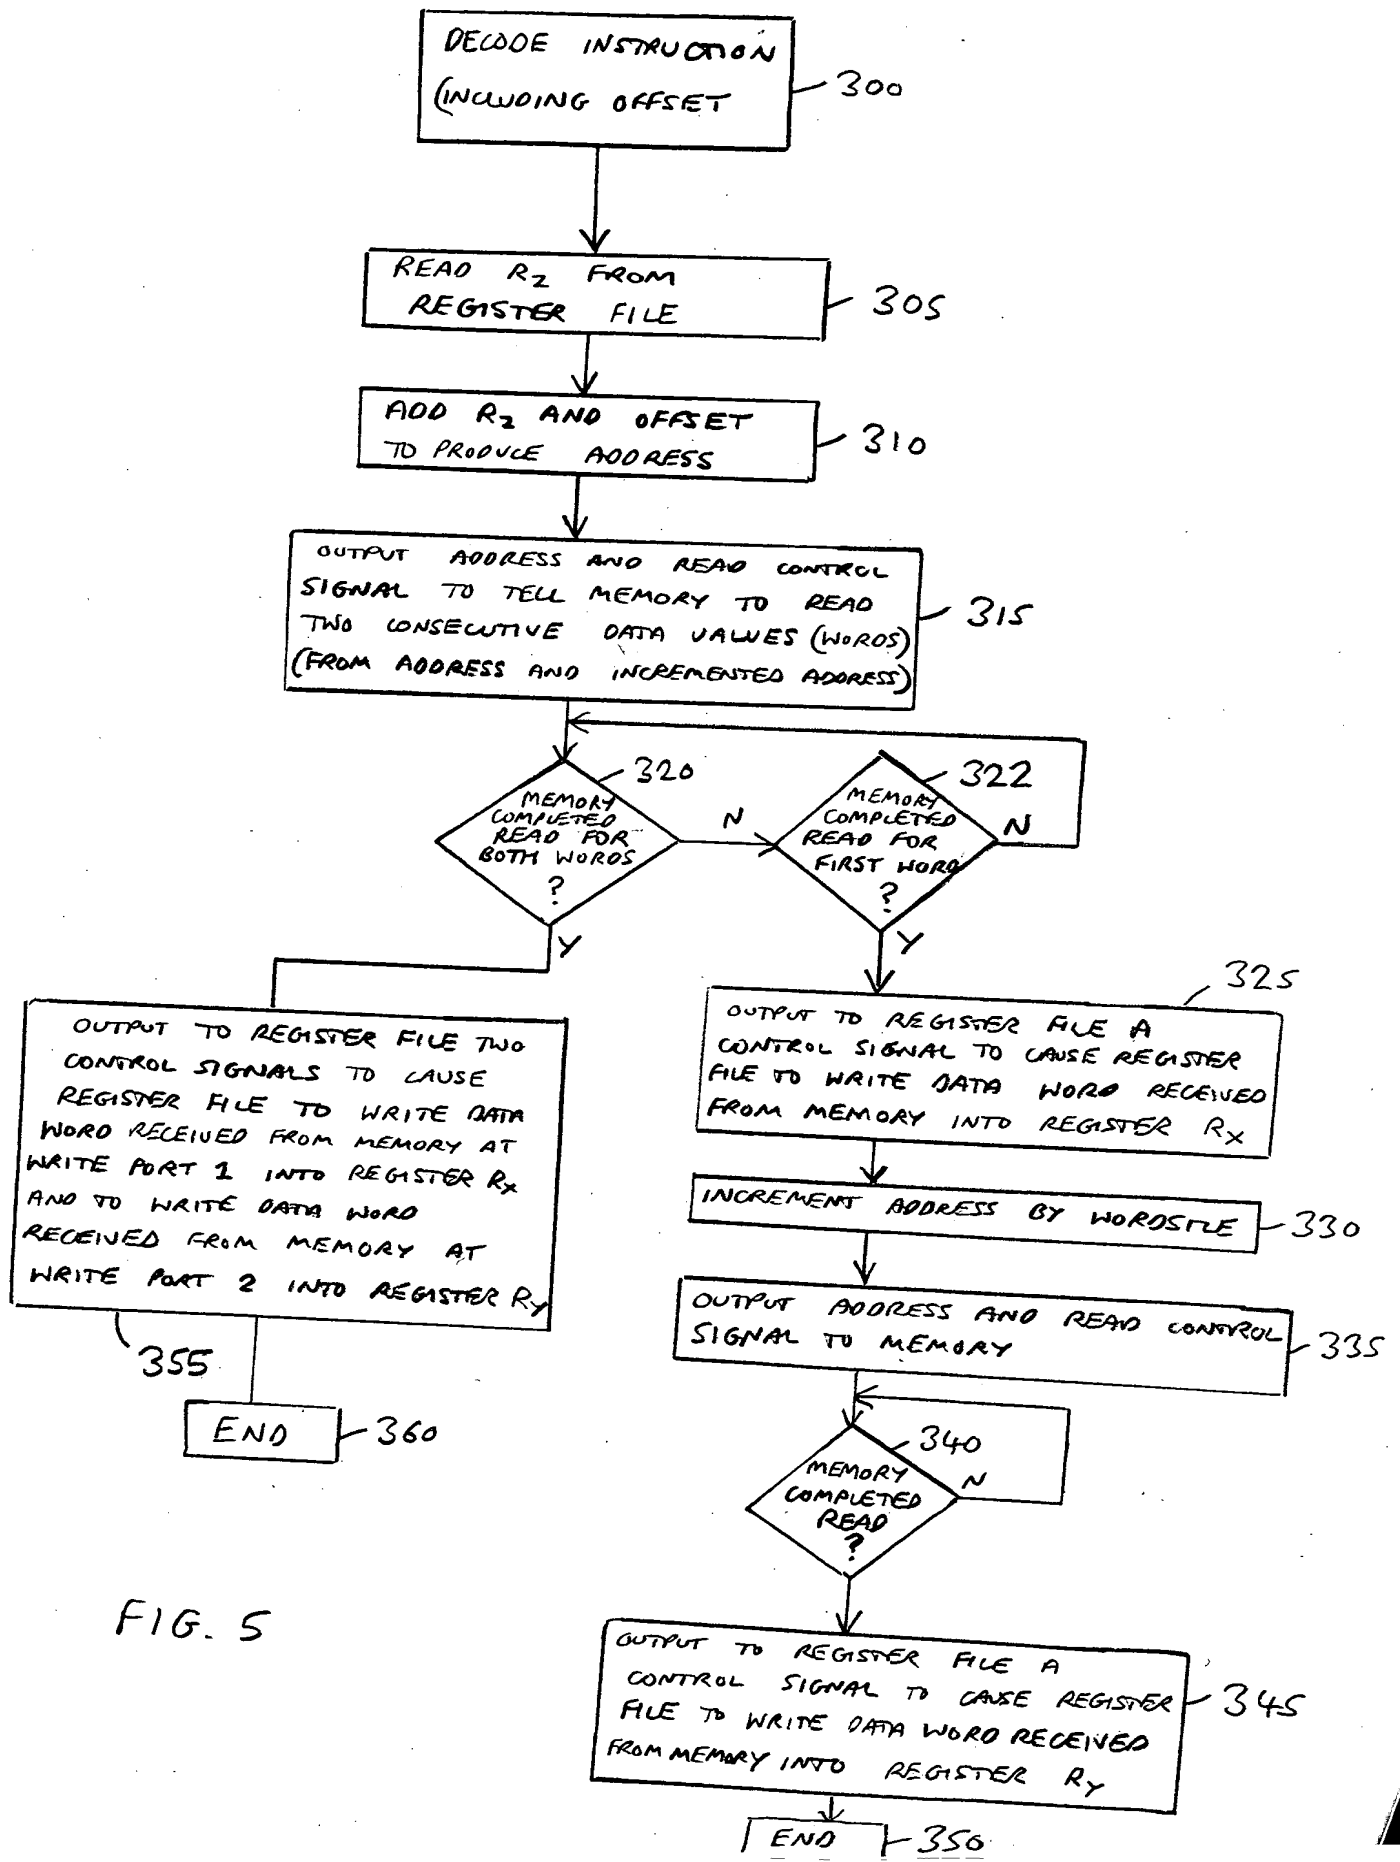 DECODE INSTRUCTION
(INCLUDING OFFSET
300
READ Rz FROM
REGISTER FILE
305
ADD Rz AND OFFSET
TO PRODUCE ADDRESS
310
OUTPUT ADDRESS AND READ CONTROL
SIGNAL TO TELL MEMORY TO READ
TWO CONSECUTIVE DATA VALUES (WORDS)
(FROM ADDRESS AND INCREMENTED ADDRESS)
315
320
MEMORY
COMPLETED
READ FOR
BOTH WORDS
?
N
Y
322
MEMORY
COMPLETED
READ FOR
FIRST WORD
?
N
Y
325
OUTPUT TO REGISTER FILE A
CONTROL SIGNAL TO CAUSE REGISTER
FILE TO WRITE DATA WORD RECEIVED
FROM MEMORY INTO REGISTER Rx
OUTPUT TO REGISTER FILE TWO
CONTROL SIGNALS TO CAUSE
REGISTER FILE TO WRITE DATA
WORD RECEIVED FROM MEMORY AT
WRITE PORT 1 INTO REGISTER Rx
AND TO WRITE DATA WORD
RECEIVED FROM MEMORY AT
WRITE PORT 2 INTO REGISTER Ry
355
END
360
INCREMENT ADDRESS BY WORDSIZE
330
OUTPUT ADDRESS AND READ CONTROL
SIGNAL TO MEMORY
335
340
MEMORY
COMPLETED
READ
?
N
FIG. 5
OUTPUT TO REGISTER FILE A
CONTROL SIGNAL TO CAUSE REGISTER
FILE TO WRITE DATA WORD RECEIVED
FROM MEMORY INTO REGISTER Ry
345
END
350